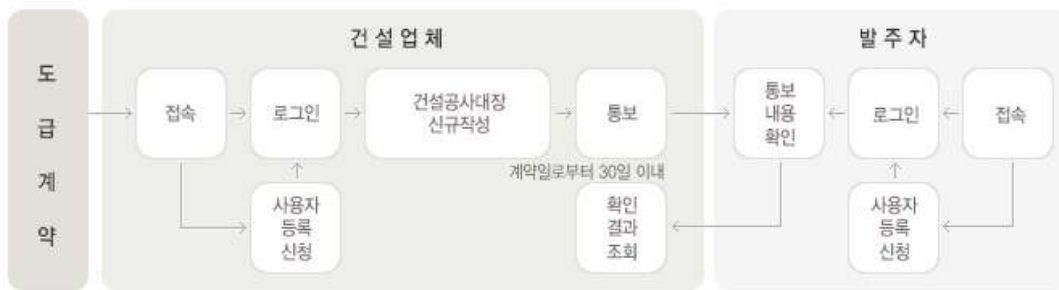 도
급
계
약
건설업체
접속
로그인
건설공사대장
신규작성
통보
계약일로부터 30일 이내
사용자
등록
신청
확인
결과
조회
발주자
통보
내용
확인
로그인
접속
사용자
등록
신청